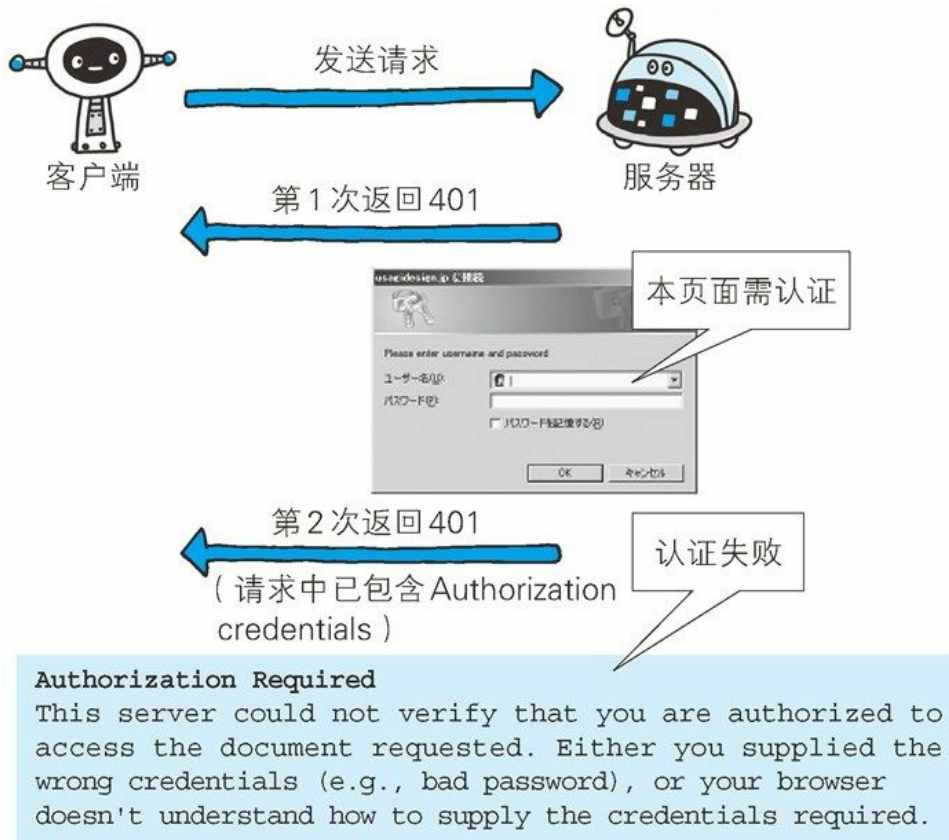 发送请求
客户端
服务器
第1次返回401
usagidesign.jp に接続
本页面需认证
Please enter username and password
ユーザー名(U):
パスワード(P):
パスワードを記憶する(R)
OK
キャンセル
第2次返回401
认证失败
（请求中已包含Authorization
credentials）
Authorization Required
This server could not verify that you are authorized to
access the document requested. Either you supplied the
wrong credentials (e.g., bad password), or your browser
doesn't understand how to supply the credentials required.